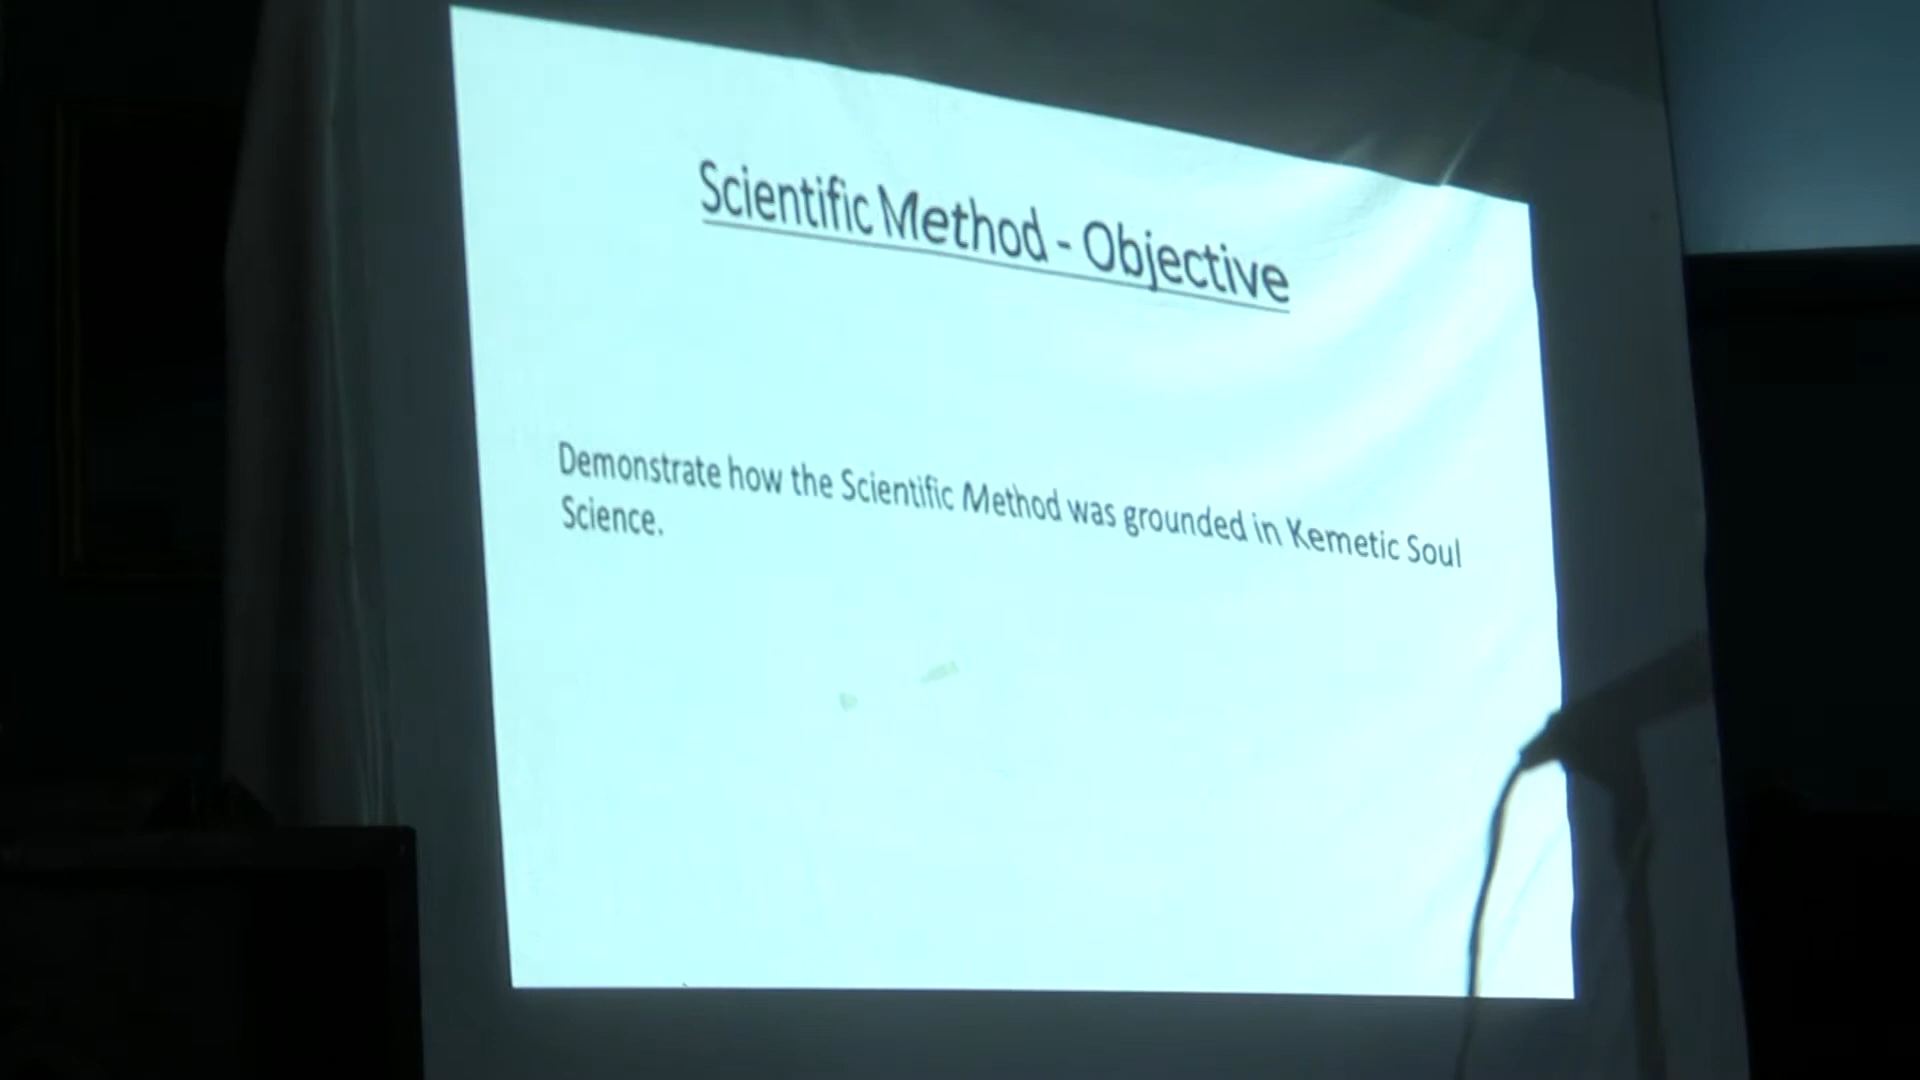 Scientific Method - Objective
Demonstrate how the Scientific Method was grounded in Kemetic Soul
Science.